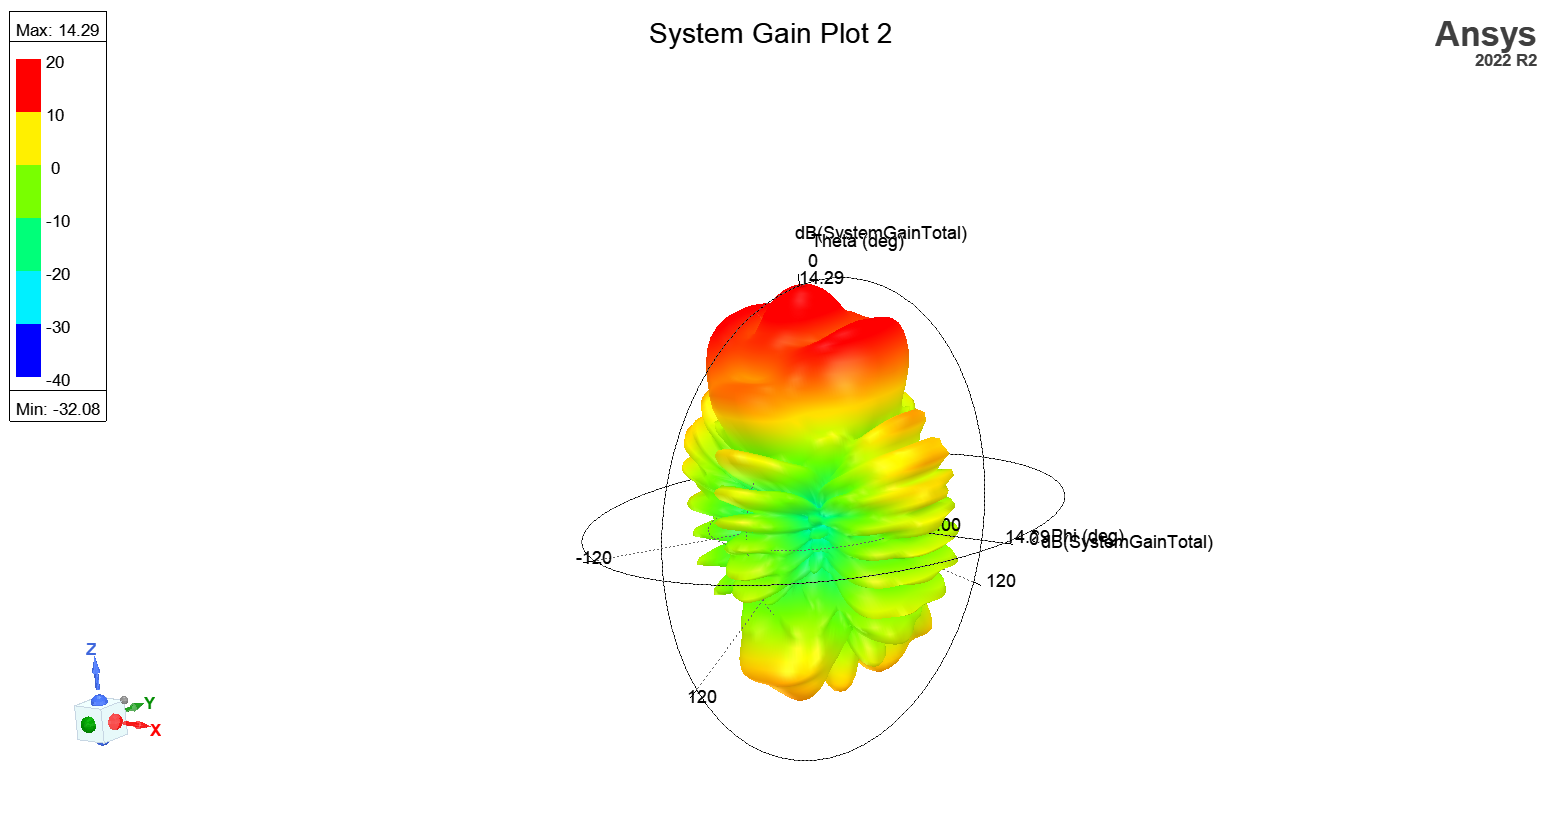 System Gain Plot 2
Ansys
2022 R2
Max: 14.29
20
10
0
-10
-20
-30
-40
Min: -32.08
dB(SystemGainTotal)
Theta (deg)
0
14.29
.00
14.29
Phi (deg)
dB(SystemGainTotal)
-120
120
120
Z
Y
X